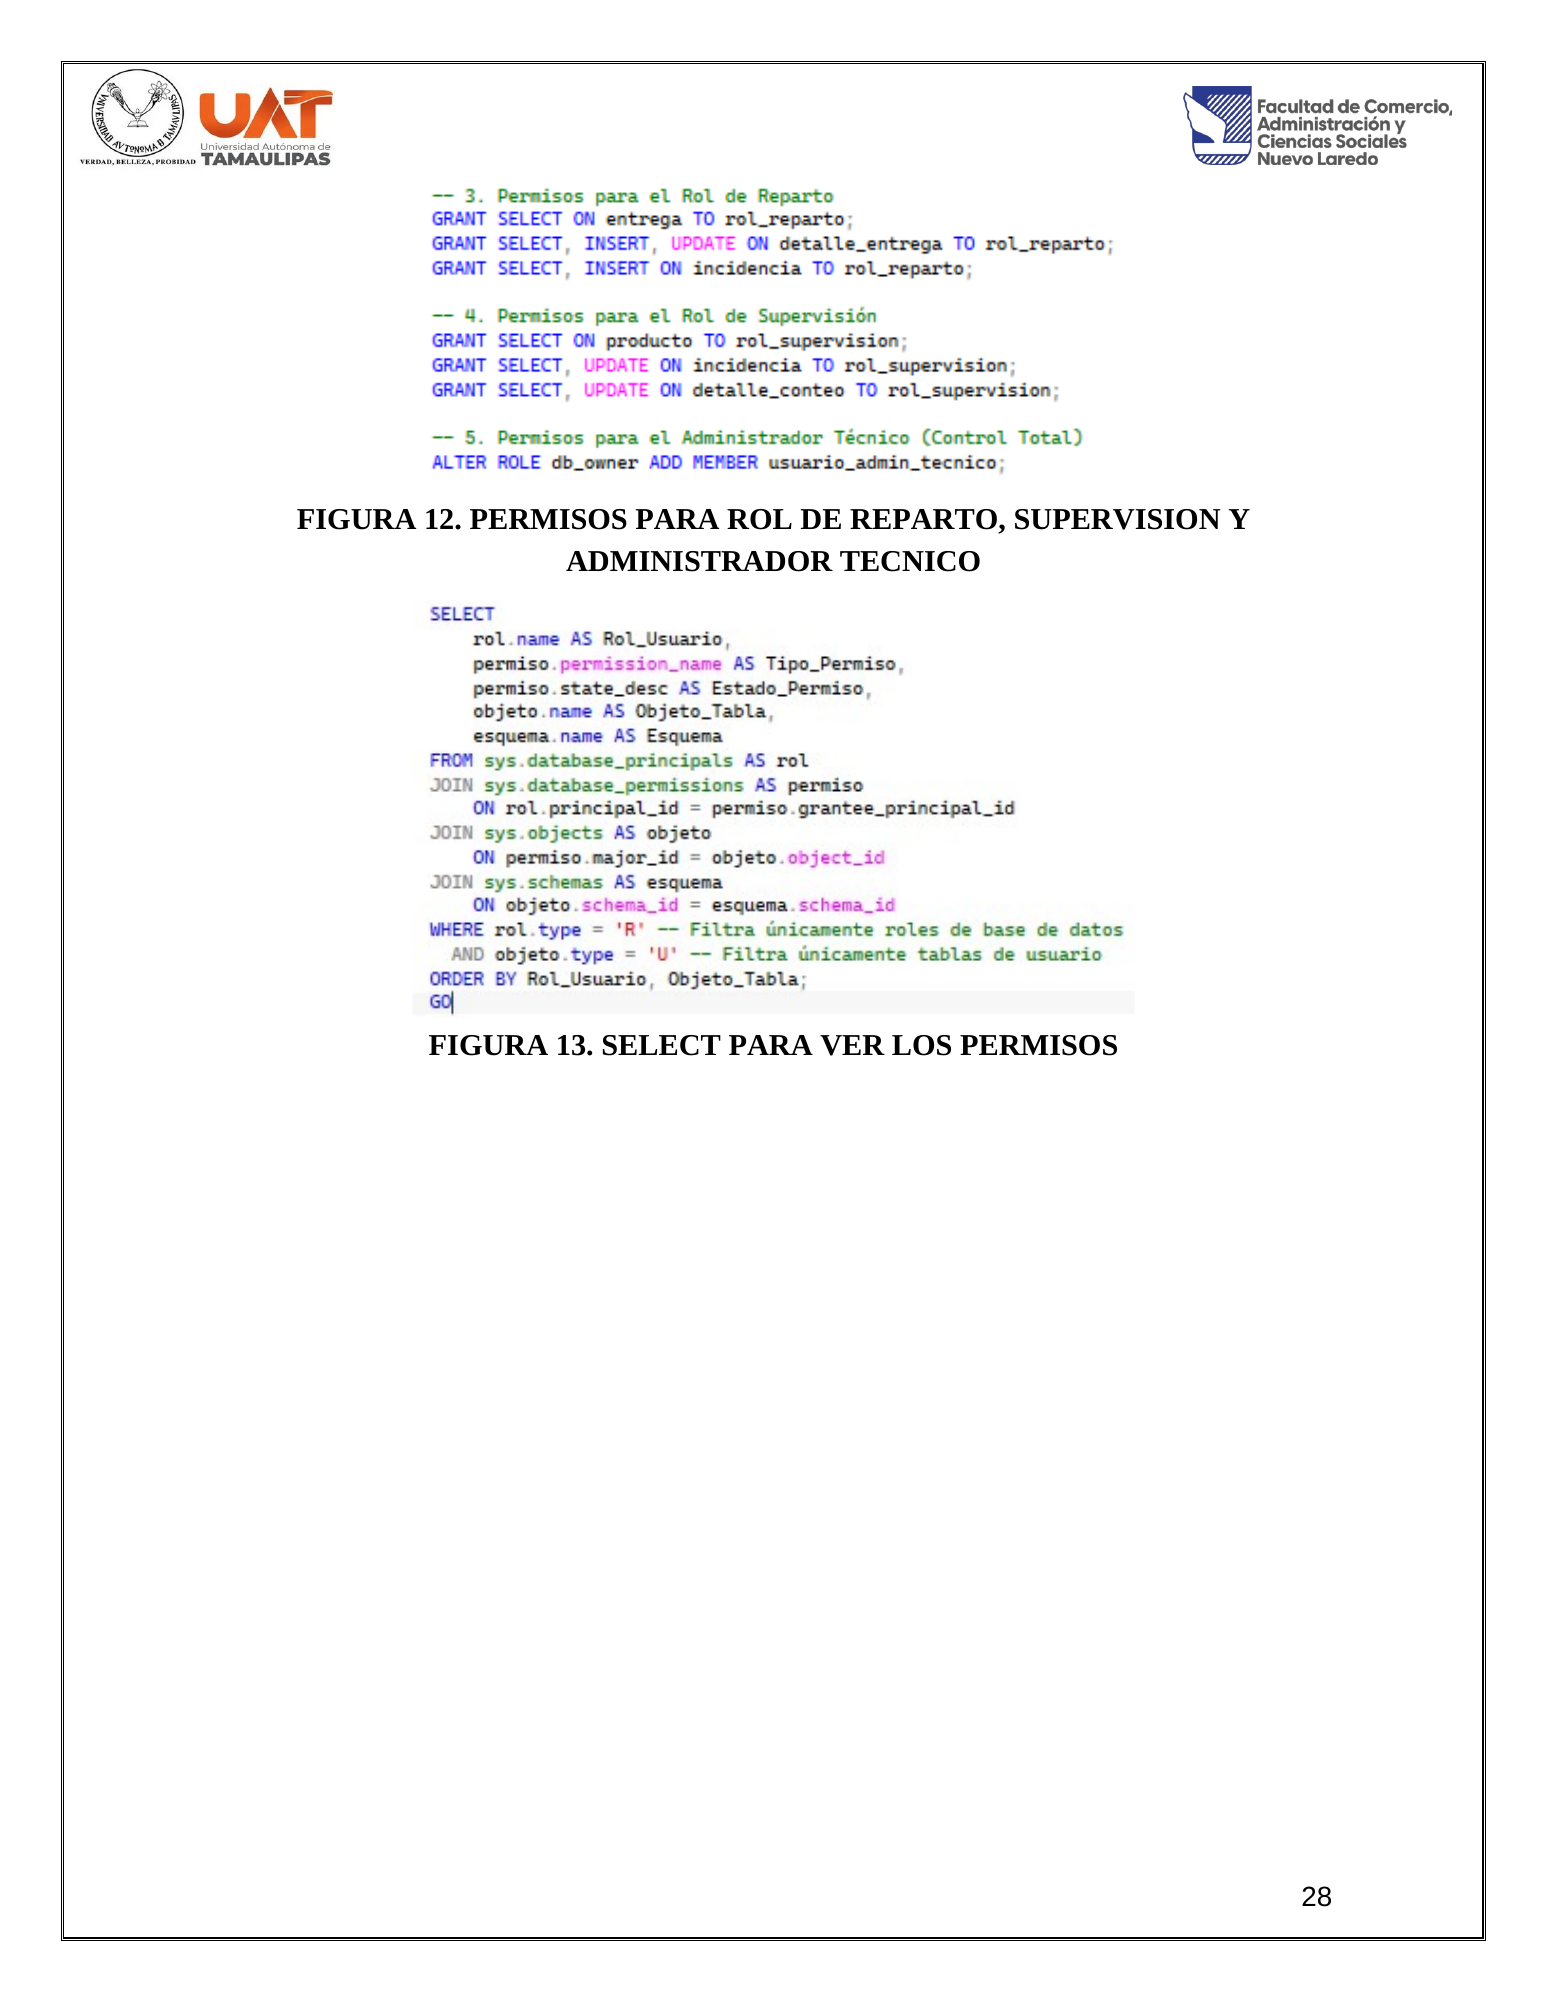 VNIVERSIDAD AVTONOMA D TAMAVLIPAS
VERDAD, BELLEZA, PROBIDAD
UAT
Universidad Autónoma de
TAMAULIPAS
Facultad de Comercio,
Administración y
Ciencias Sociales
Nuevo Laredo
-- 3. Permisos para el Rol de Reparto
GRANT SELECT ON entrega TO rol_reparto;
GRANT SELECT, INSERT, UPDATE ON detalle_entrega TO rol_reparto;
GRANT SELECT, INSERT ON incidencia TO rol_reparto;
-- 4. Permisos para el Rol de Supervisión
GRANT SELECT ON producto TO rol_supervision;
GRANT SELECT, UPDATE ON incidencia TO rol_supervision;
GRANT SELECT, UPDATE ON detalle_conteo TO rol_supervision;
-- 5. Permisos para el Administrador Técnico (Control Total)
ALTER ROLE db_owner ADD MEMBER usuario_admin_tecnico;
FIGURA 12. PERMISOS PARA ROL DE REPARTO, SUPERVISION Y
ADMINISTRADOR TECNICO
SELECT
rol.name AS Rol_Usuario,
permiso.permission_name AS Tipo_Permiso,
permiso.state_desc AS Estado_Permiso,
objeto.name AS Objeto_Tabla,
esquema.name AS Esquema
FROM sys.database_principals AS rol
JOIN sys.database_permissions AS permiso
ON rol.principal_id = permiso.grantee_principal_id
JOIN sys.objects AS objeto
ON permiso.major_id = objeto.object_id
JOIN sys.schemas AS esquema
ON objeto.schema_id = esquema.schema_id
WHERE rol.type = 'R' -- Filtra únicamente roles de base de datos
AND objeto.type = 'U' -- Filtra únicamente tablas de usuario
ORDER BY Rol_Usuario, Objeto_Tabla;
GO
FIGURA 13. SELECT PARA VER LOS PERMISOS
28